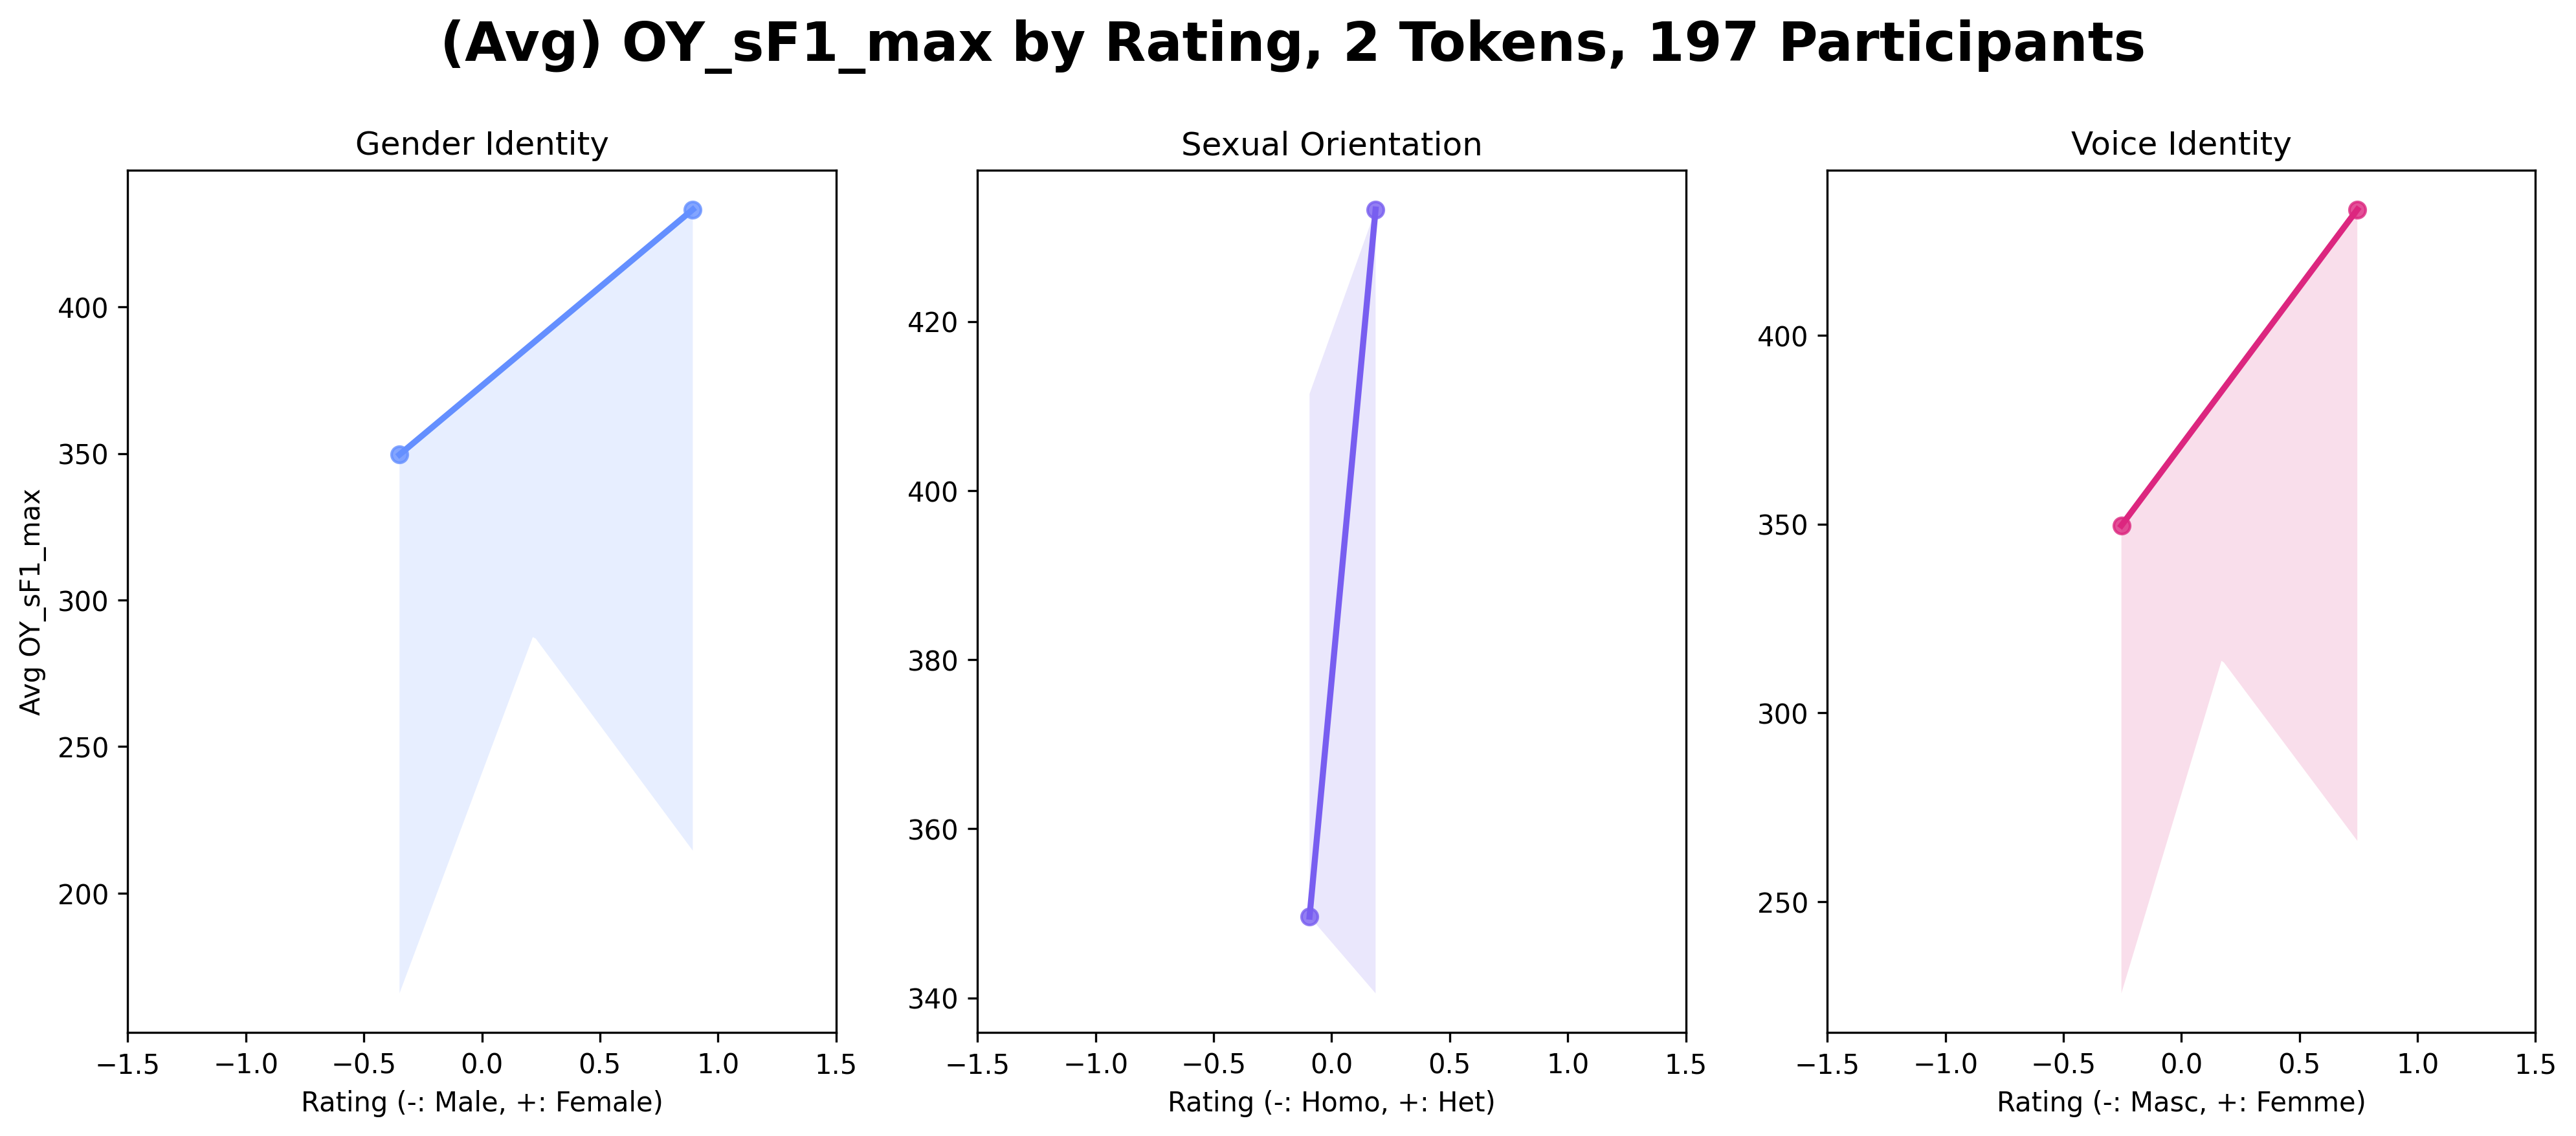 (Avg) OY_sF1_max by Rating, 2 Tokens, 197 Participants
Gender Identity
Avg OY_sF1_max
400
350
300
250
200
−1.5 −1.0 −0.5 0.0 0.5 1.0 1.5
Rating (-: Male, +: Female)
Sexual Orientation
420
400
380
360
340
−1.5 −1.0 −0.5 0.0 0.5 1.0 1.5
Rating (-: Homo, +: Het)
Voice Identity
400
350
300
250
−1.5 −1.0 −0.5 0.0 0.5 1.0 1.5
Rating (-: Masc, +: Femme)